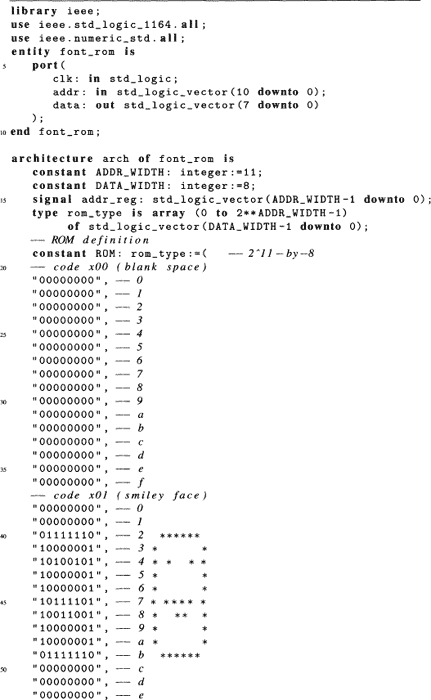 library ieee;
use ieee.std_logic_1164.all;
use ieee.numeric_std.all;
entity font_rom is
5 port(
clk: in std_logic;
addr: in std_logic_vector(10 downto 0);
data: out std_logic_vector(7 downto 0)
);
10 end font_rom;
architecture arch of font_rom is
constant ADDR_WIDTH: integer:=11;
constant DATA_WIDTH: integer:=8;
15 signal addr_reg: std_logic_vector(ADDR_WIDTH-1 downto 0);
type rom_type is array (0 to 2**ADDR_WIDTH-1)
of std_logic_vector(DATA_WIDTH-1 downto 0);
-- ROM definition
constant ROM: rom_type:=( -- 2^11-by-8
20 -- code x00 (blank space)
"00000000", -- 0
"00000000", -- 1
"00000000", -- 2
"00000000", -- 3
25 "00000000", -- 4
"00000000", -- 5
"00000000", -- 6
"00000000", -- 7
"00000000", -- 8
30 "00000000", -- 9
"00000000", -- a
"00000000", -- b
"00000000", -- c
"00000000", -- d
35 "00000000", -- e
"00000000", -- f
-- code x01 (smiley face)
"00000000", -- 0
"00000000", -- 1
40 "01111110", -- 2 ******
"10000001", -- 3 * *
"10100101", -- 4 * * * *
"10000001", -- 5 * *
"10000001", -- 6 * *
45 "10111101", -- 7 * **** *
"10011001", -- 8 * ** *
"10000001", -- 9 * *
"10000001", -- a * *
"01111110", -- b ******
50 "00000000", -- c
"00000000", -- d
"00000000", -- e